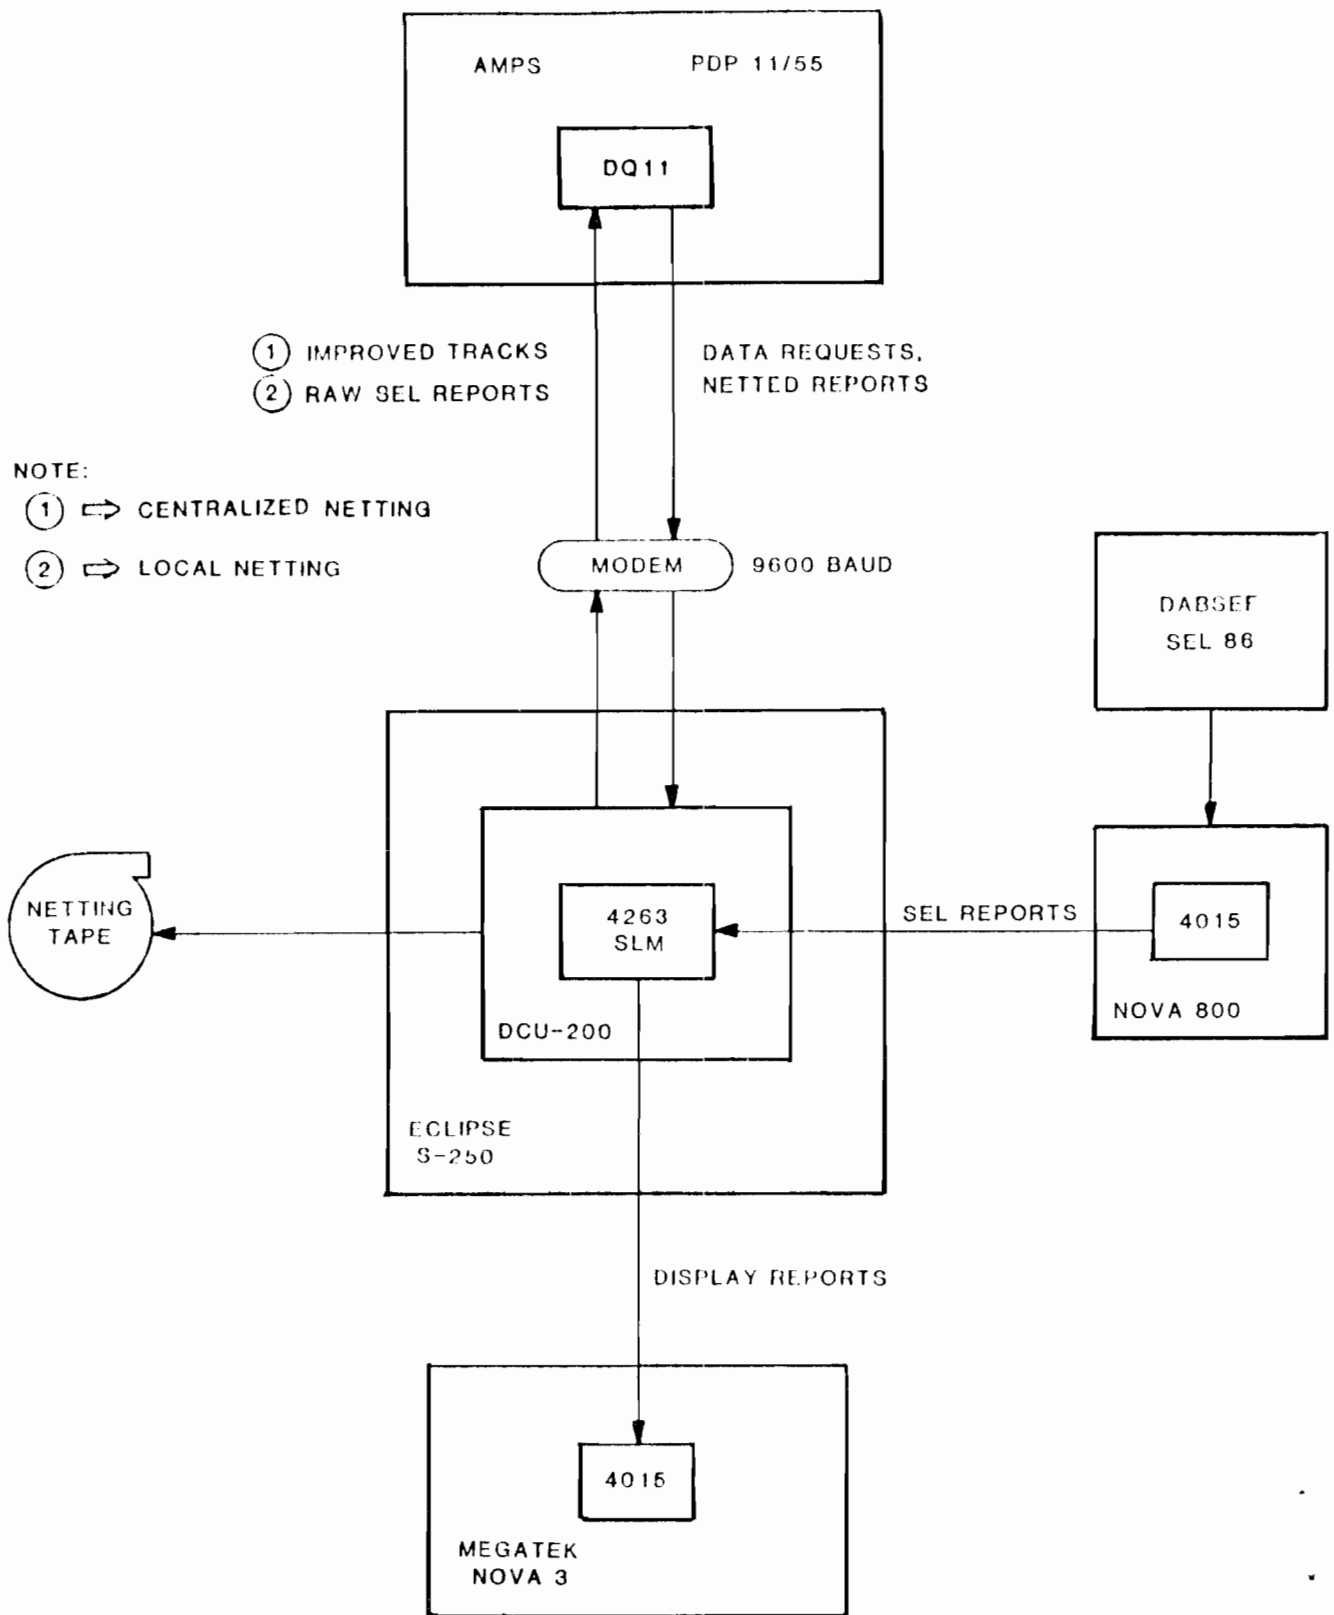 AMPS PDP 11/55
DQ11
① IMPROVED TRACKS
② RAW SEL REPORTS
DATA REQUESTS,
NETTED REPORTS
NOTE:
① ⇨ CENTRALIZED NETTING
② ⇨ LOCAL NETTING
MODEM
9600 BAUD
DABSEF
SEL 86
NETTING
TAPE
4263
SLM
DCU-200
ECLIPSE
S-250
SEL REPORTS
4015
NOVA 800
DISPLAY REPORTS
4015
MEGATEK
NOVA 3